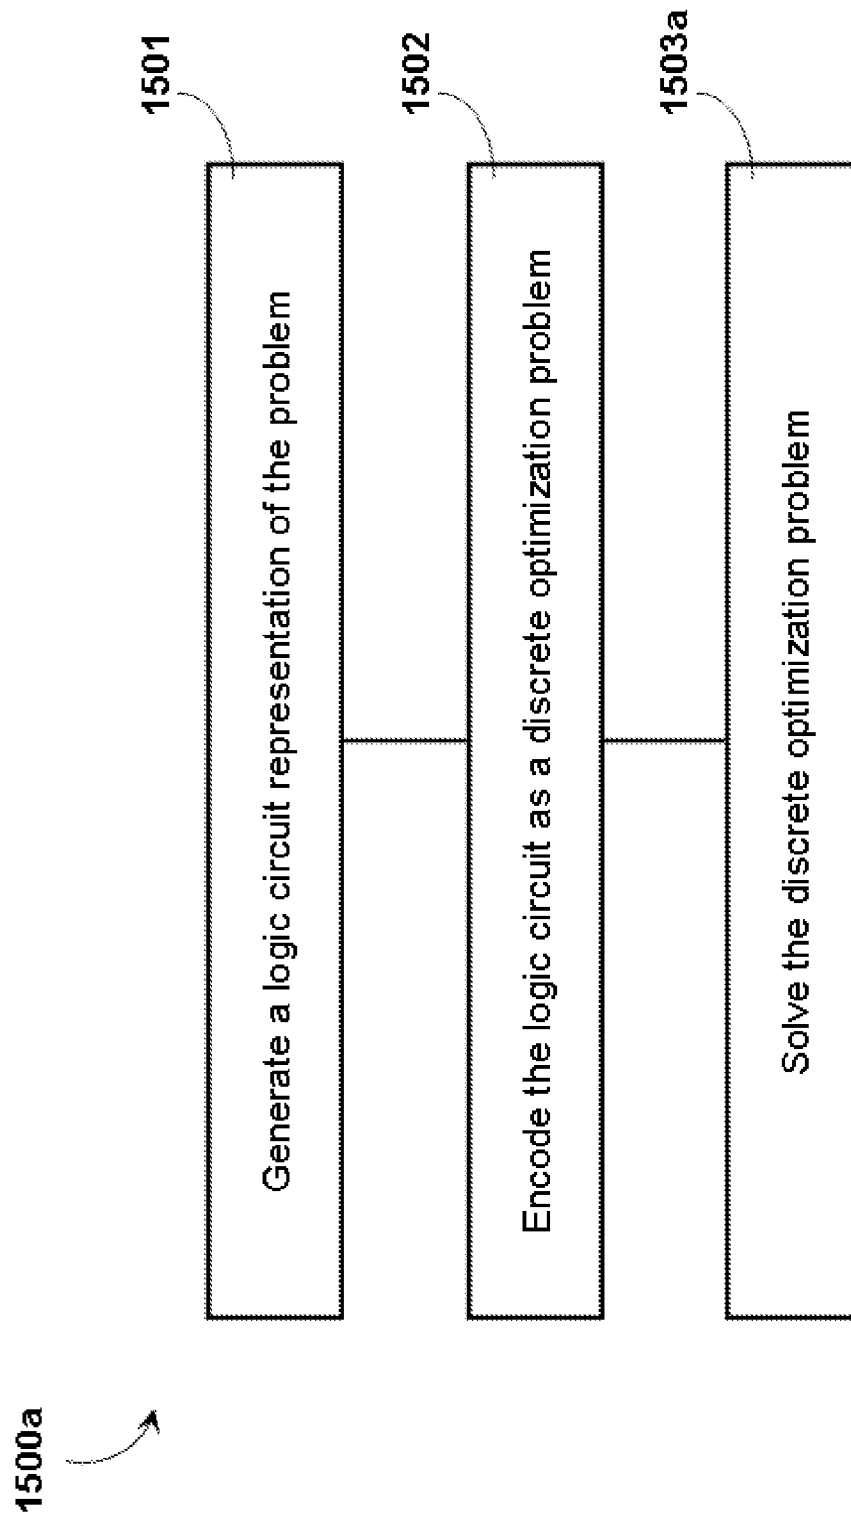 1500a
1501
Generate a logic circuit representation of the problem
1502
Encode the logic circuit as a discrete optimization problem
1503a
Solve the discrete optimization problem